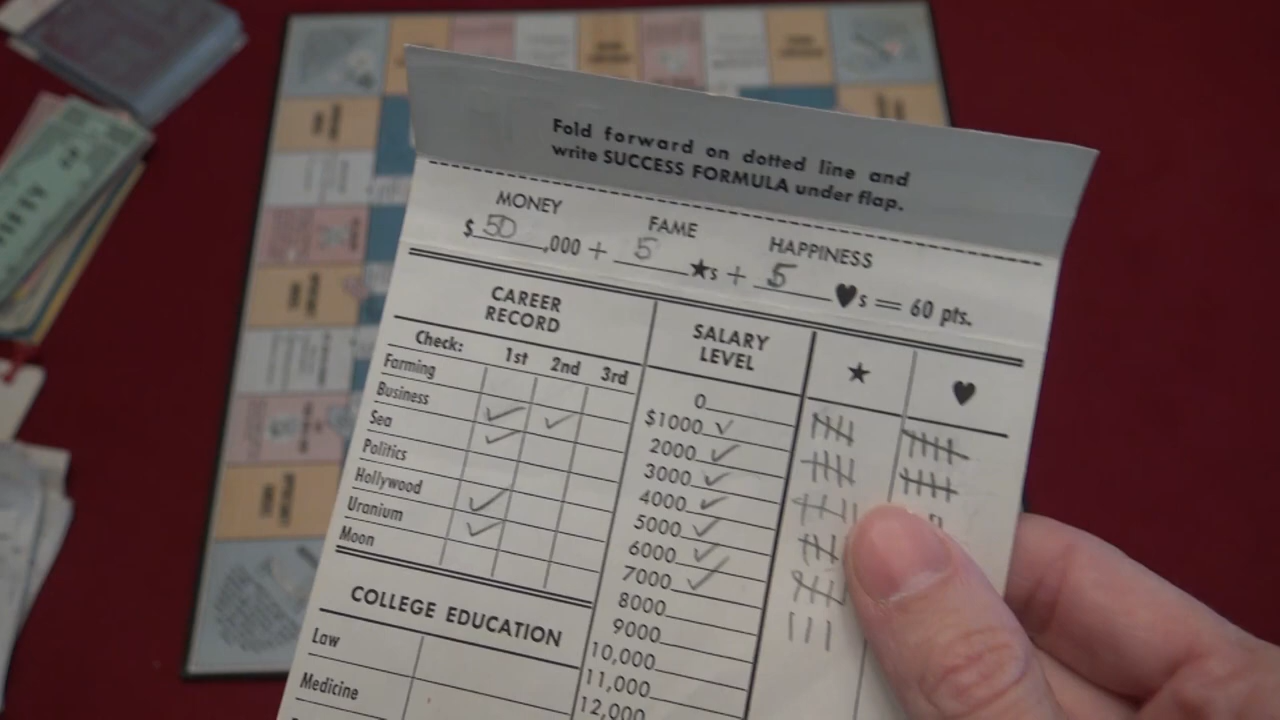 Fold forward on dotted line and
write SUCCESS FORMULA under flap.
MONEY FAME HAPPINESS
$ 50 ,000 + 5 ★s + 5 ♥s = 60 pts.
CAREER
RECORD
Check: 1st 2nd 3rd
Farming
Business ✓ ✓
Sea ✓
Politics
Hollywood ✓
Uranium ✓
Moon
COLLEGE EDUCATION
Law
Medicine
SALARY
LEVEL
0
$1000 ✓
2000 ✓
3000 ✓
4000 ✓
5000 ✓
6000 ✓
7000 ✓
8000
9000
10,000
11,000
12,000
★ ♥